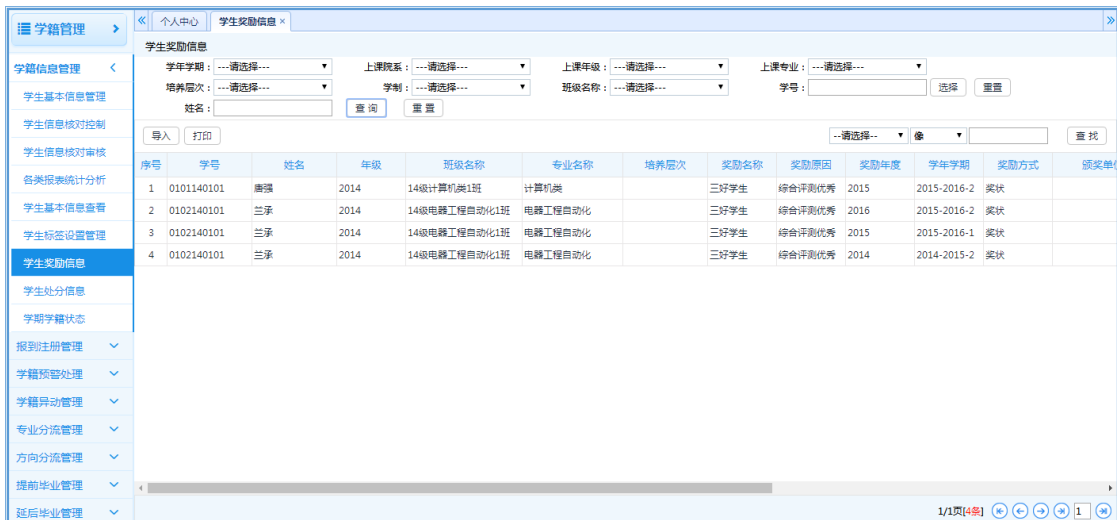 学籍管理
个人中心 学生奖励信息 ×
学生奖励信息
学籍信息管理
学生基本信息管理
学生信息核对控制
学生信息核对审核
各类报表统计分析
学生基本信息查看
学生标签设置管理
学生奖励信息
学生处分信息
学期学籍状态
报到注册管理
学籍预警处理
学籍异动管理
专业分流管理
方向分流管理
提前毕业管理
延后毕业管理
学年学期：---请选择--- 上课院系：---请选择--- 上课年级：---请选择--- 上课专业：---请选择---
培养层次：---请选择--- 学制：---请选择--- 班级名称：---请选择--- 学号： 选择 重置
姓名： 查询 重置
导入 打印 --请选择-- 像 查找
序号 学号 姓名 年级 班级名称 专业名称 培养层次 奖励名称 奖励原因 奖励年度 学年学期 奖励方式 颁奖单
1 0101140101 唐强 2014 14级计算机类1班 计算机类 三好学生 综合评测优秀 2015 2015-2016-2 奖状
2 0102140101 兰承 2014 14级电器工程自动化1班 电器工程自动化 三好学生 综合评测优秀 2016 2015-2016-2 奖状
3 0102140101 兰承 2014 14级电器工程自动化1班 电器工程自动化 三好学生 综合评测优秀 2015 2015-2016-1 奖状
4 0102140101 兰承 2014 14级电器工程自动化1班 电器工程自动化 三好学生 综合评测优秀 2014 2014-2015-2 奖状
1/1页[4条] 1